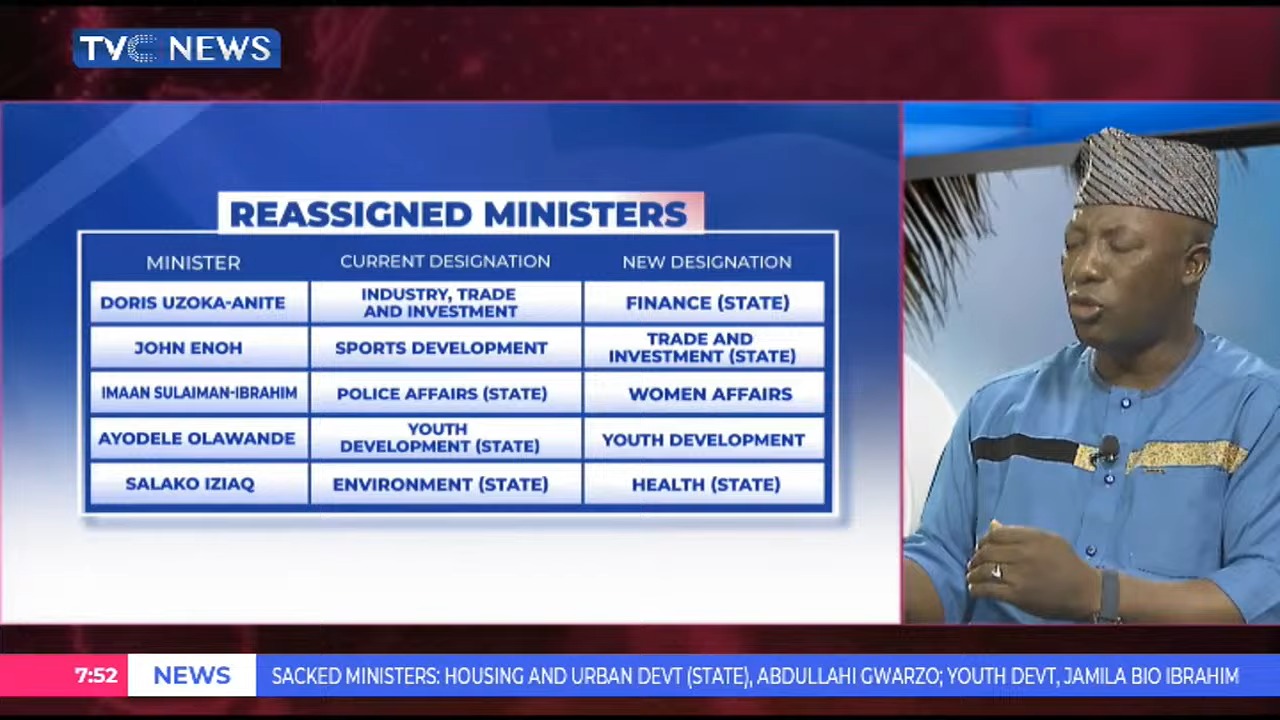 TVC NEWS
REASSIGNED MINISTERS
MINISTER CURRENT DESIGNATION NEW DESIGNATION
DORIS UZOKA-ANITE INDUSTRY, TRADE AND INVESTMENT FINANCE (STATE)
JOHN ENOH SPORTS DEVELOPMENT TRADE AND INVESTMENT (STATE)
IMAAN SULAIMAN-IBRAHIM POLICE AFFAIRS (STATE) WOMEN AFFAIRS
AYODELE OLAWANDE YOUTH DEVELOPMENT (STATE) YOUTH DEVELOPMENT
SALAKO IZIAQ ENVIRONMENT (STATE) HEALTH (STATE)
7:52 NEWS SACKED MINISTERS: HOUSING AND URBAN DEVT (STATE), ABDULLAHI GWARZO; YOUTH DEVT, JAMILA BIO IBRAHIM